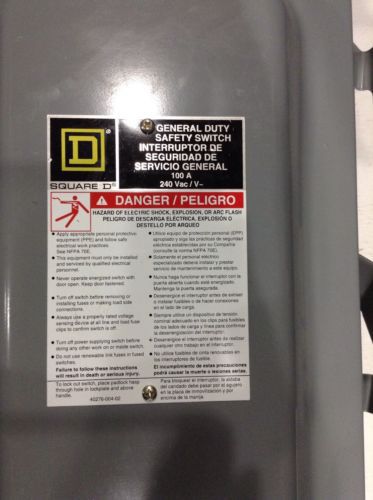 D
SQUARE D®
GENERAL DUTY
SAFETY SWITCH
INTERRUPTOR DE
SEGURIDAD DE
SERVICIO GENERAL
100 A
240 Vac / V~
DANGER / PELIGRO
HAZARD OF ELECTRIC SHOCK, EXPLOSION, OR ARC FLASH
PELIGRO DE DESCARGA ELÉCTRICA, EXPLOSIÓN O
DESTELLO POR ARQUEO
• Apply appropriate personal protective
equipment (PPE) and follow safe
electrical work practices
See NFPA 70E.
• This equipment must only be installed
and serviced by qualified electrical
personnel.
• Never operate energized switch with
door open. Keep door fastened.
• Turn off switch before removing or
installing fuses or making load side
connections.
• Always use a properly rated voltage
sensing device at all line and load fuse
clips to confirm switch is off.
• Turn off power supplying switch before
doing any other work on or inside switch.
• Do not use renewable link fuses in fused
switches.
Failure to follow these instructions
will result in death or serious injury.
• Utilice equipo de protección personal (EPP)
apropiado y siga las prácticas de seguridad
eléctrica establecidas por su Compañía
(consulte la norma NFPA 70E).
• Solamente el personal eléctrico
especializado deberá instalar y prestar
servicio de mantenimiento a este equipo.
• Nunca haga funcionar el interruptor con la
puerta abierta cuando esté energizado.
Mantenga la puerta asegurada.
• Desenergice el interruptor antes de extraer
o instalar fusibles o de hacer conexiones
en el lado de carga.
• Siempre utilice un dispositivo de tensión
nominal adecuado en los clips para fusibles
de los lados de carga y línea para confirmar
la desenergización del interruptor.
• Desenergice el interruptor antes de realizar
cualquier otro trabajo en el interruptor.
• No utilice fusibles de cinta renovables en
los interruptores de fusible.
El incumplimiento de estas precauciones
podrá causar la muerte o lesiones serias.
To lock out switch, place padlock hasp
through hole in lockplate and above
handle.
40276-004-02
Para bloquear el interruptor, la aldaba
del candado debe pasar por el agujero
en la placa de inmovilización y por
encima de la manija.